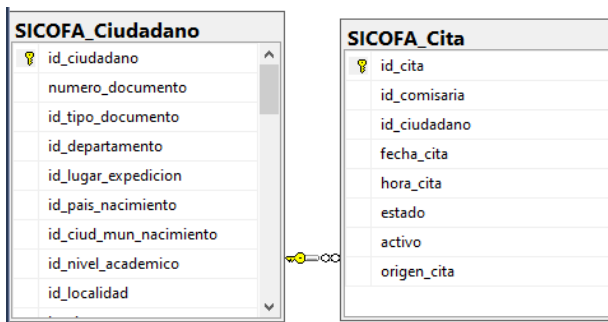 SICOFA_Ciudadano
id_ciudadano
numero_documento
id_tipo_documento
id_departamento
id_lugar_expedicion
id_pais_nacimiento
id_ciud_mun_nacimiento
id_nivel_academico
id_localidad
SICOFA_Cita
id_cita
id_comisaria
id_ciudadano
fecha_cita
hora_cita
estado
activo
origen_cita